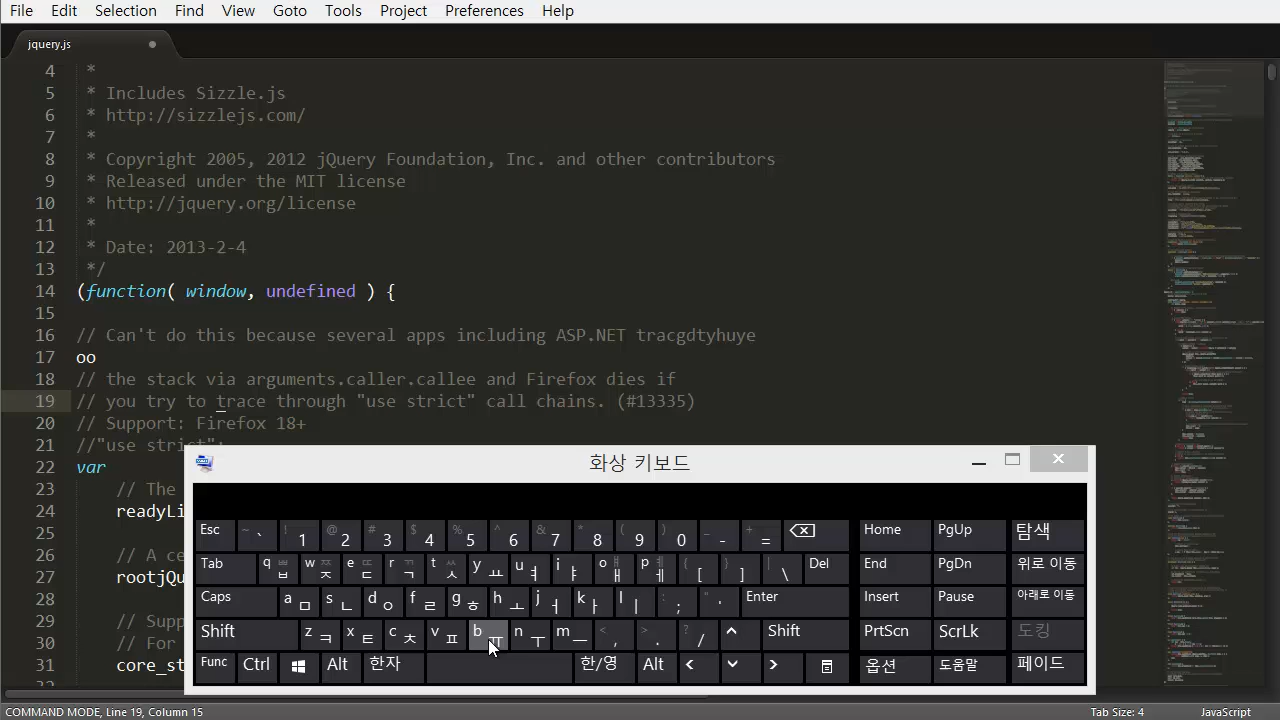 File Edit Selection Find View Goto Tools Project Preferences Help
jquery.js
4 *
5 * Includes Sizzle.js
6 * http://sizzlejs.com/
7 *
8 * Copyright 2005, 2012 jQuery Foundation, Inc. and other contributors
9 * Released under the MIT license
10 * http://jquery.org/license
11 *
12 * Date: 2013-2-4
13 */
14 (function( window, undefined ) {
15
16 // Can't do this because several apps including ASP.NET tracgdtyhuye
17 oo
18 // the stack via arguments.caller.callee and Firefox dies if
19 // you try to trace through "use strict" call chains. (#13335)
20 // Support: Firefox 18+
21 //"use strict";
22 var
23 // The
24 readyLi
25
26 // A ce
27 rootjQu
28
29 // Supp
30 // For
31 core_st
화상 키보드
Esc ~ ` 1 @ 2 # 3 $ 4 % ^ 6 & 7 * 8 ( 9 ) 0 - - = Home PgUp 탐색
Tab q ㅂ w ㅈ e ㄷ r ㄱ ㅕ i ㅑ o ㅐ p ㅔ [ \ Del End PgDn 위로 이동
Caps a ㅁ s ㄴ d ㅇ f ㄹ g j l ; " ' Enter Insert Pause 아래로 이동
Shift z ㅋ x ㅌ ㅊ v ㅍ ㅠ n ㅜ m ㅡ < , ? / Shift PrtScn ScrLk 도킹
Func Ctrl Alt 한자 한/영 Alt 옵션 도움말 페이드
COMMAND MODE, Line 19, Column 15 Tab Size: 4 JavaScript